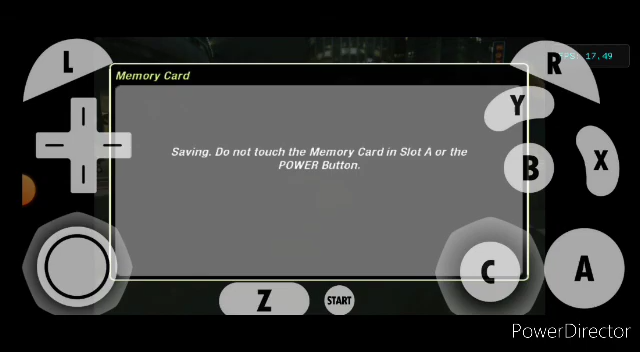 L
R
FPS: 17.49
Memory Card
Y
Saving. Do not touch the Memory Card in Slot A or the
POWER Button.
B
X
C
A
Z
START
PowerDirector